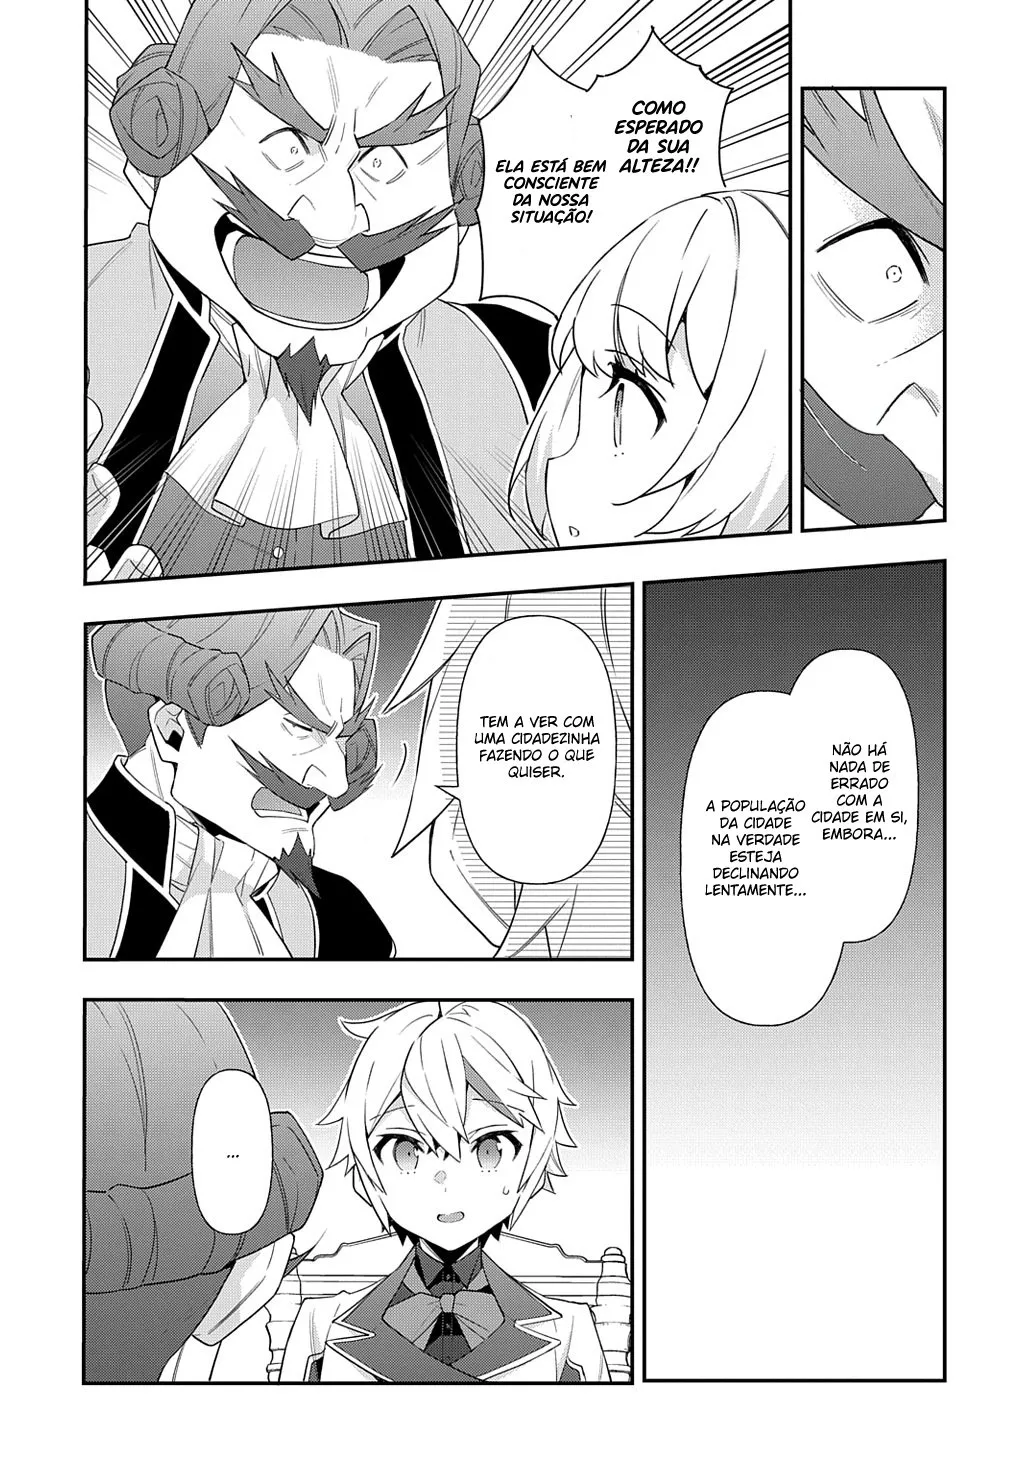 COMO
ESPERADO
DA SUA
ALTEZA!!
ELA ESTÁ BEM
CONSCIENTE
DA NOSSA
SITUAÇÃO!
NÃO HÁ
NADA DE
ERRADO
COM A
CIDADE EM SI,
EMBORA...
A POPULAÇÃO
DA CIDADE
NA VERDADE
ESTEJA
DECLINANDO
LENTAMENTE...
TEM A VER COM
UMA CIDADEZINHA
FAZENDO O QUE
QUISER.
...